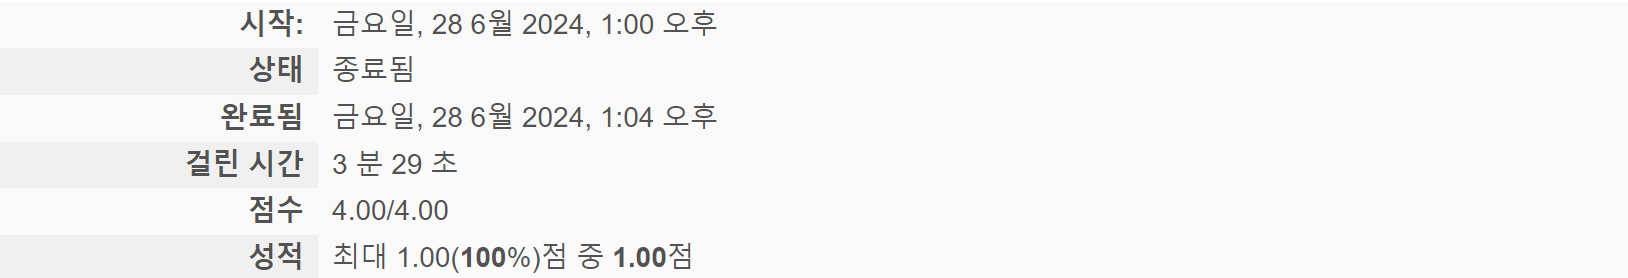 시작: 금요일, 28 6월 2024, 1:00 오후
상태 종료됨
완료됨 금요일, 28 6월 2024, 1:04 오후
걸린 시간 3 분 29 초
점수 4.00/4.00
성적 최대 1.00(100%)점 중 1.00점